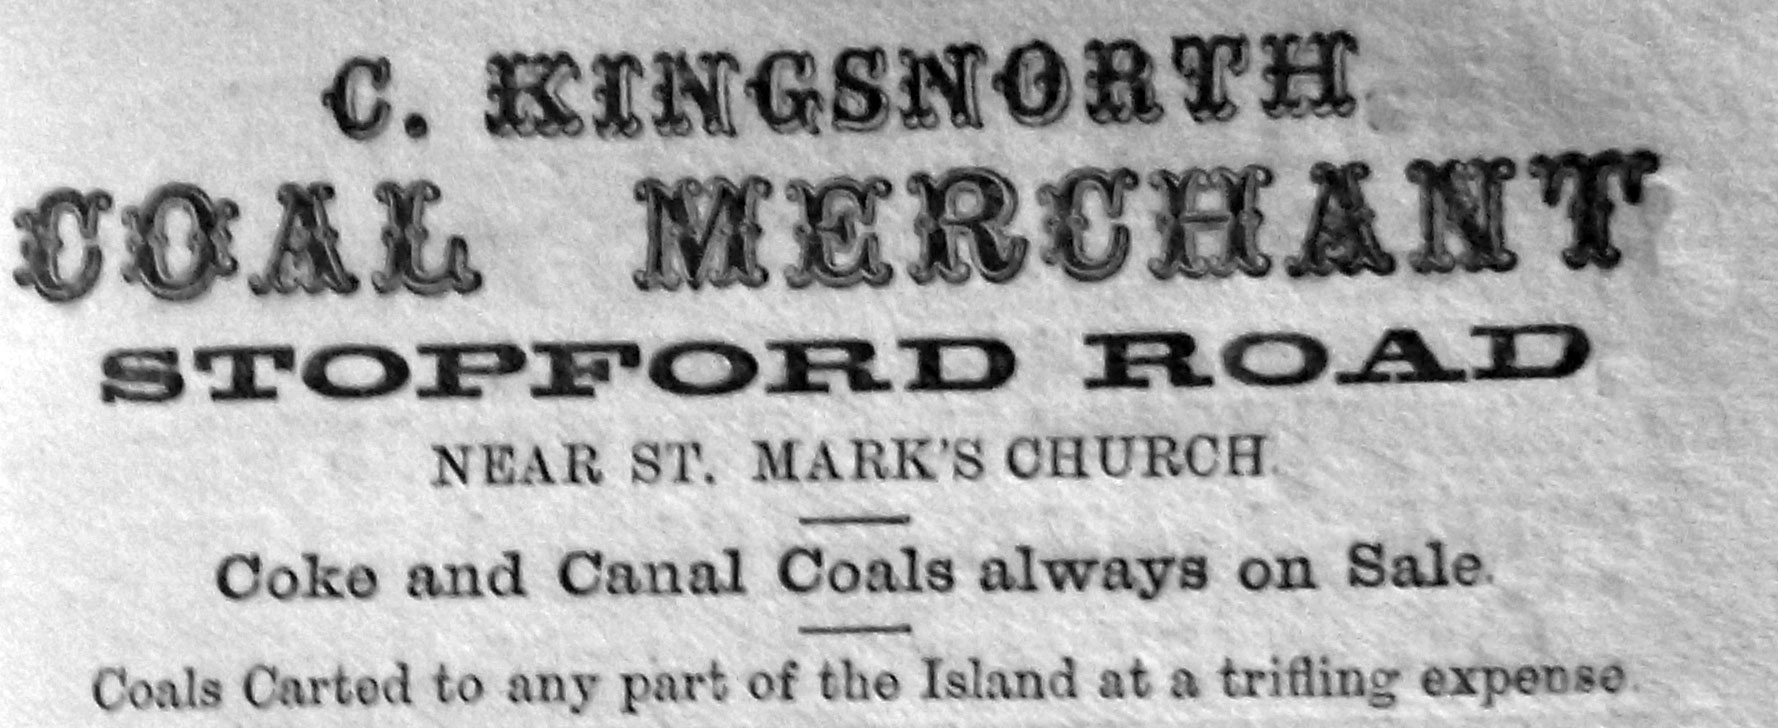 C. KINGSNORTH
COAL MERCHANT
STOPFORD ROAD
NEAR ST. MARK'S CHURCH.
Coke and Canal Coals always on Sale.
Coals Carted to any part of the Island at a trifling expense.